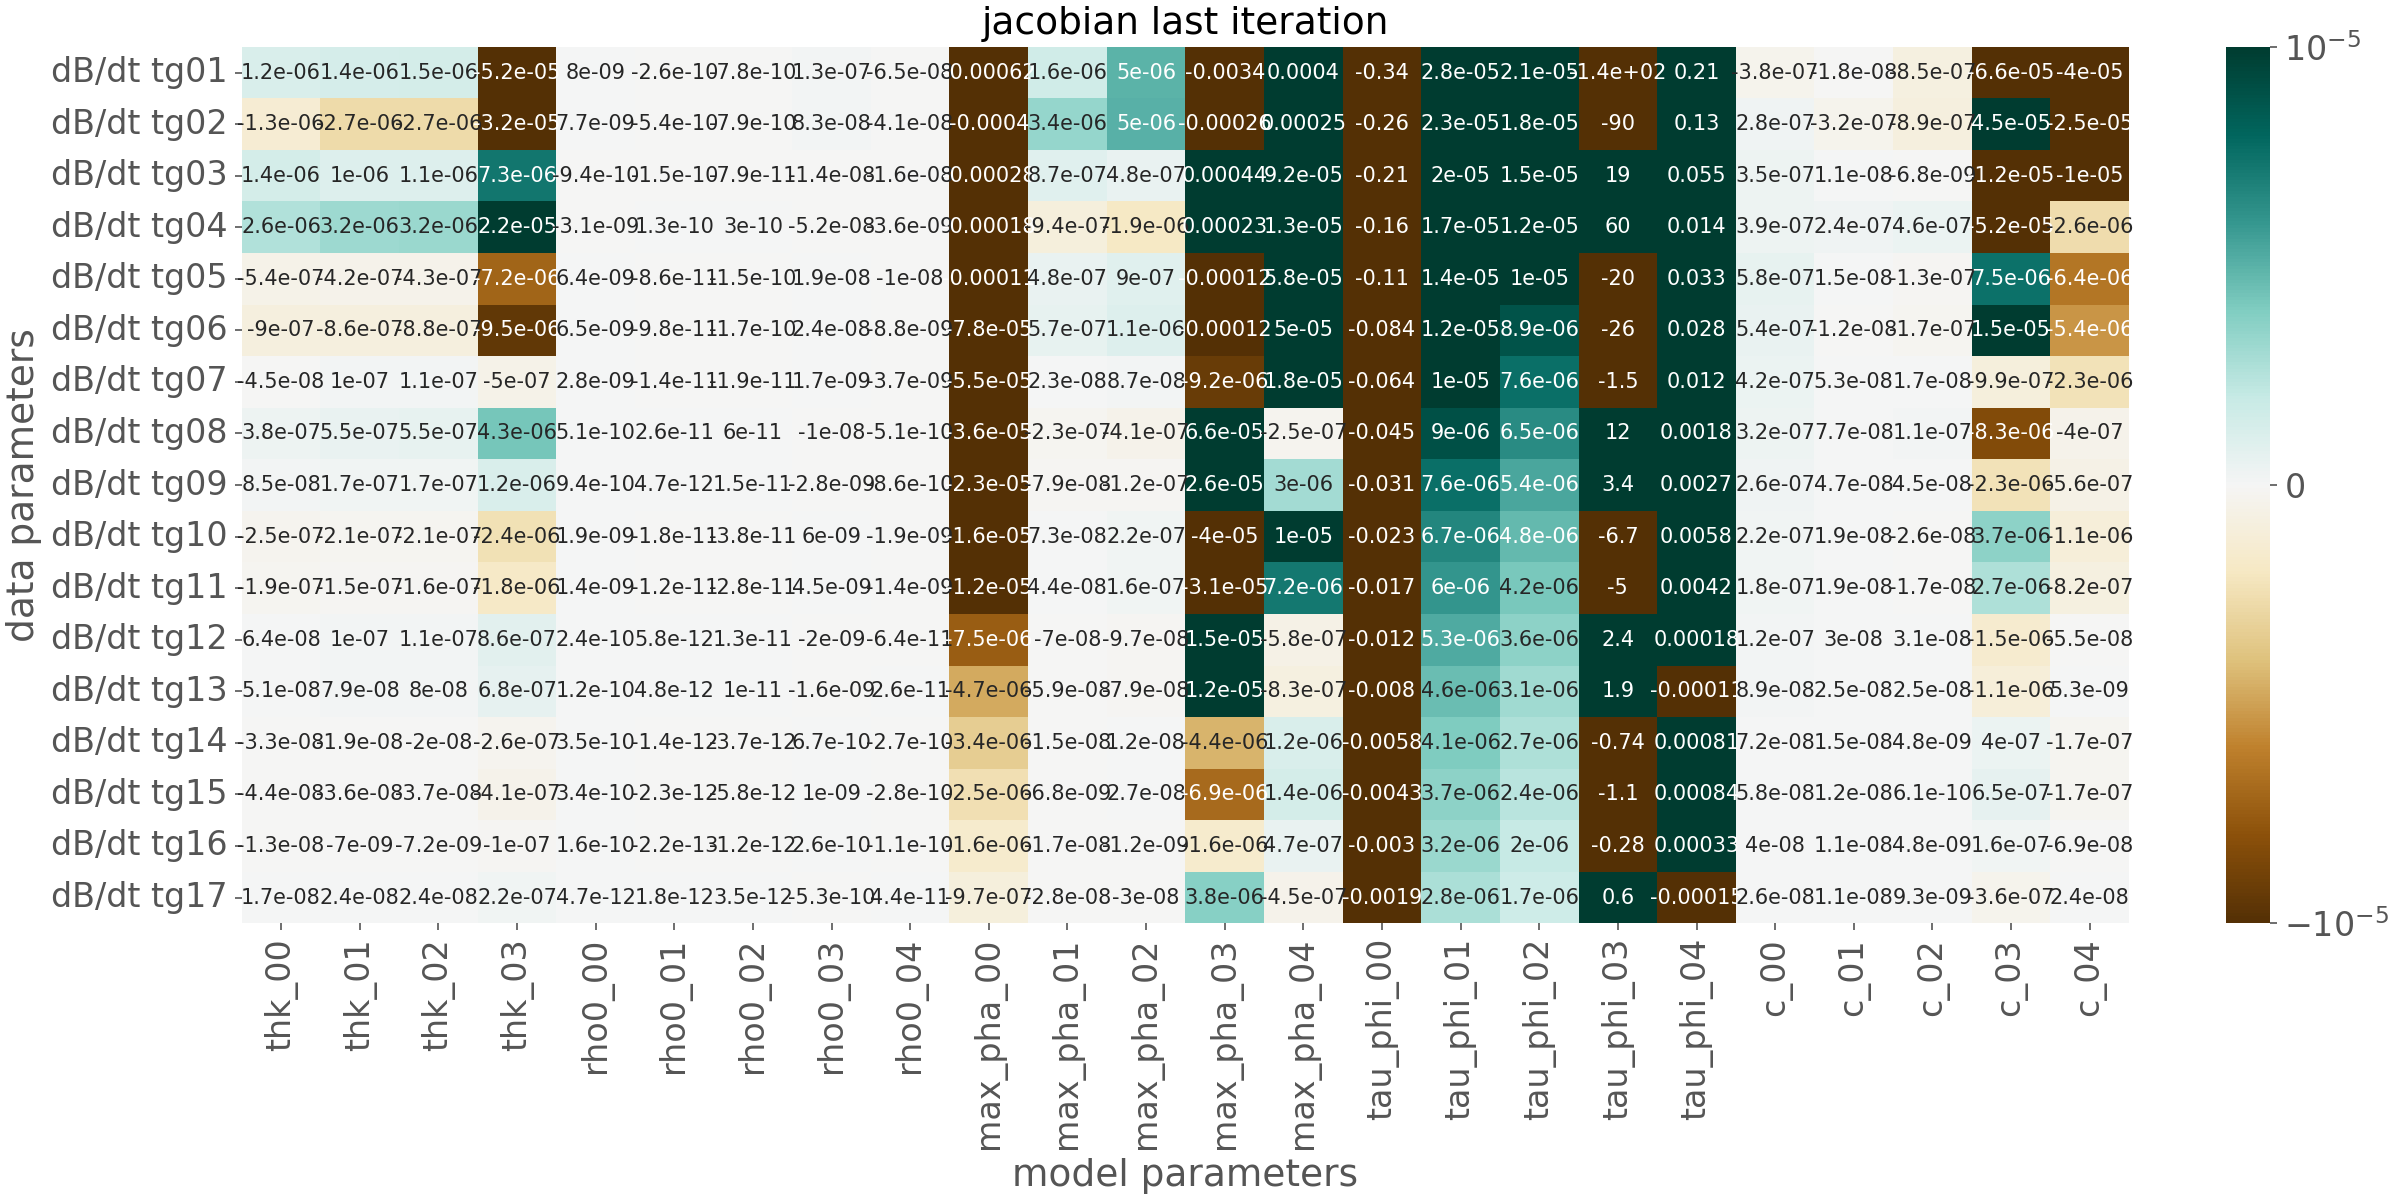 jacobian last iteration
dB/dt tg01 1.2e-06 1.4e-06 1.5e-06 -5.2e-05 8e-09 -2.6e-10 -7.8e-10 1.3e-07 -6.5e-08 -0.00062 1.6e-06 5e-06 -0.0034 0.0004 -0.34 2.8e-05 2.1e-05 -1.4e+02 0.21 -3.8e-07 -1.8e-08 -8.5e-07 -6.6e-05 -4e-05
dB/dt tg02 -1.3e-06 -2.7e-06 -2.7e-06 -3.2e-05 7.7e-09 -5.4e-10 -7.9e-10 8.3e-08 -4.1e-08 -0.0004 3.4e-06 5e-06 -0.00026 0.00025 -0.26 2.3e-05 1.8e-05 -90 0.13 2.8e-07 -3.2e-07 -8.9e-07 4.5e-05 -2.5e-05
dB/dt tg03 1.4e-06 1e-06 1.1e-06 7.3e-06 -9.4e-10 -1.5e-10 -7.9e-11 -1.4e-08 -1.6e-08 -0.00028 8.7e-07 4.8e-07 0.00044 9.2e-05 -0.21 2e-05 1.5e-05 19 0.055 3.5e-07 1.1e-08 -6.8e-09 -1.2e-05 -1e-05
dB/dt tg04 2.6e-06 3.2e-06 3.2e-06 2.2e-05 -3.1e-09 1.3e-10 3e-10 -5.2e-08 -3.6e-09 -0.00018 -9.4e-07 -1.9e-06 0.00023 1.3e-05 -0.16 1.7e-05 1.2e-05 60 0.014 3.9e-07 2.4e-07 4.6e-07 -5.2e-05 -2.6e-06
dB/dt tg05 -5.4e-07 -4.2e-07 -4.3e-07 -7.2e-06 6.4e-09 -8.6e-11 -1.5e-10 1.9e-08 -1e-08 -0.00011 4.8e-07 9e-07 -0.00012 5.8e-05 -0.11 1.4e-05 1e-05 -20 0.033 5.8e-07 1.5e-08 -1.3e-07 7.5e-06 -6.4e-06
dB/dt tg06 -9e-07 -8.6e-07 -8.8e-07 -9.5e-06 6.5e-09 -9.8e-11 -1.7e-10 2.4e-08 -8.8e-09 -7.8e-05 5.7e-07 1.1e-06 -0.00012 5e-05 -0.084 1.2e-05 8.9e-06 -26 0.028 5.4e-07 -1.2e-08 -1.7e-07 1.5e-05 -5.4e-06
dB/dt tg07 -4.5e-08 1e-07 1.1e-07 -5e-07 2.8e-09 -1.4e-11 -1.9e-11 1.7e-09 -3.7e-09 -5.5e-05 2.3e-08 8.7e-08 -9.2e-06 1.8e-05 -0.064 1e-05 7.6e-06 -1.5 0.012 4.2e-07 5.3e-08 1.7e-08 -9.9e-07 -2.3e-06
dB/dt tg08 3.8e-07 5.5e-07 5.5e-07 4.3e-06 5.1e-10 2.6e-11 6e-11 -1e-08 -5.1e-10 -3.6e-05 -2.3e-07 -4.1e-07 6.6e-05 -2.5e-07 -0.045 9e-06 6.5e-06 12 0.0018 3.2e-07 7.7e-08 1.1e-07 -8.3e-06 -4e-07
dB/dt tg09 8.5e-08 1.7e-07 1.7e-07 1.2e-06 9.4e-10 4.7e-12 1.5e-11 -2.8e-09 -8.6e-10 -2.3e-05 -7.9e-08 -1.2e-07 2.6e-05 3e-06 -0.031 7.6e-06 5.4e-06 3.4 0.0027 2.6e-07 4.7e-08 4.5e-08 -2.3e-06 -5.6e-07
dB/dt tg10 -2.5e-07 -2.1e-07 -2.1e-07 -2.4e-06 1.9e-09 -1.8e-11 -3.8e-11 6e-09 -1.9e-09 -1.6e-05 7.3e-08 2.2e-07 -4e-05 1e-05 -0.023 6.7e-06 4.8e-06 -6.7 0.0058 2.2e-07 1.9e-08 -2.6e-08 3.7e-06 -1.1e-06
dB/dt tg11 -1.9e-07 -1.5e-07 -1.6e-07 -1.8e-06 1.4e-09 -1.2e-11 -2.8e-11 4.5e-09 -1.4e-09 -1.2e-05 4.4e-08 1.6e-07 -3.1e-05 7.2e-06 -0.017 6e-06 4.2e-06 -5 0.0042 1.8e-07 1.9e-08 -1.7e-08 2.7e-06 -8.2e-07
dB/dt tg12 6.4e-08 1e-07 1.1e-07 8.6e-07 2.4e-10 5.8e-12 1.3e-11 -2e-09 -6.4e-11 -7.5e-06 -7e-08 -9.7e-08 1.5e-05 -5.8e-07 -0.012 5.3e-06 3.6e-06 2.4 0.00018 1.2e-07 3e-08 3.1e-08 -1.5e-06 -5.5e-08
dB/dt tg13 5.1e-08 7.9e-08 8e-08 6.8e-07 1.2e-10 4.8e-12 1e-11 -1.6e-09 2.6e-11 -4.7e-06 -5.9e-08 -7.9e-08 1.2e-05 -8.3e-07 -0.008 4.6e-06 3.1e-06 1.9 -0.00011 8.9e-08 2.5e-08 2.5e-08 -1.1e-06 5.3e-09
dB/dt tg14 -3.3e-08 -1.9e-08 -2e-08 -2.6e-07 3.5e-10 -1.4e-12 -3.7e-12 6.7e-10 -2.7e-10 -3.4e-06 -1.5e-08 1.2e-08 -4.4e-06 1.2e-06 -0.0058 4.1e-06 2.7e-06 -0.74 0.00081 7.2e-08 1.5e-08 4.8e-09 4e-07 -1.7e-07
dB/dt tg15 -4.4e-08 -3.6e-08 -3.7e-08 -4.1e-07 3.4e-10 -2.3e-12 -5.8e-12 1e-09 -2.8e-10 -2.5e-06 -6.8e-09 2.7e-08 -6.9e-06 1.4e-06 -0.0043 3.7e-06 2.4e-06 -1.1 0.00084 5.8e-08 1.2e-08 6.1e-10 6.5e-07 -1.7e-07
dB/dt tg16 -1.3e-08 -7e-09 -7.2e-09 -1e-07 1.6e-10 -2.2e-13 -1.2e-12 2.6e-10 -1.1e-10 -1.6e-06 -1.7e-08 -1.2e-09 -1.6e-06 4.7e-07 -0.003 3.2e-06 2e-06 -0.28 0.00033 4e-08 1.1e-08 4.8e-09 1.6e-07 -6.9e-08
dB/dt tg17 1.7e-08 2.4e-08 2.4e-08 2.2e-07 4.7e-12 1.8e-12 3.5e-12 -5.3e-10 4.4e-11 -9.7e-07 -2.8e-08 -3e-08 3.8e-06 -4.5e-07 -0.0019 2.8e-06 1.7e-06 0.6 -0.00015 2.6e-08 1.1e-08 9.3e-09 -3.6e-07 2.4e-08
thk_00 thk_01 thk_02 thk_03 rho0_00 rho0_01 rho0_02 rho0_03 rho0_04 max_pha_00 max_pha_01 max_pha_02 max_pha_03 max_pha_04 tau_phi_00 tau_phi_01 tau_phi_02 tau_phi_03 tau_phi_04 c_00 c_01 c_02 c_03 c_04
model parameters
data parameters
10⁻⁵
0
−10⁻⁵